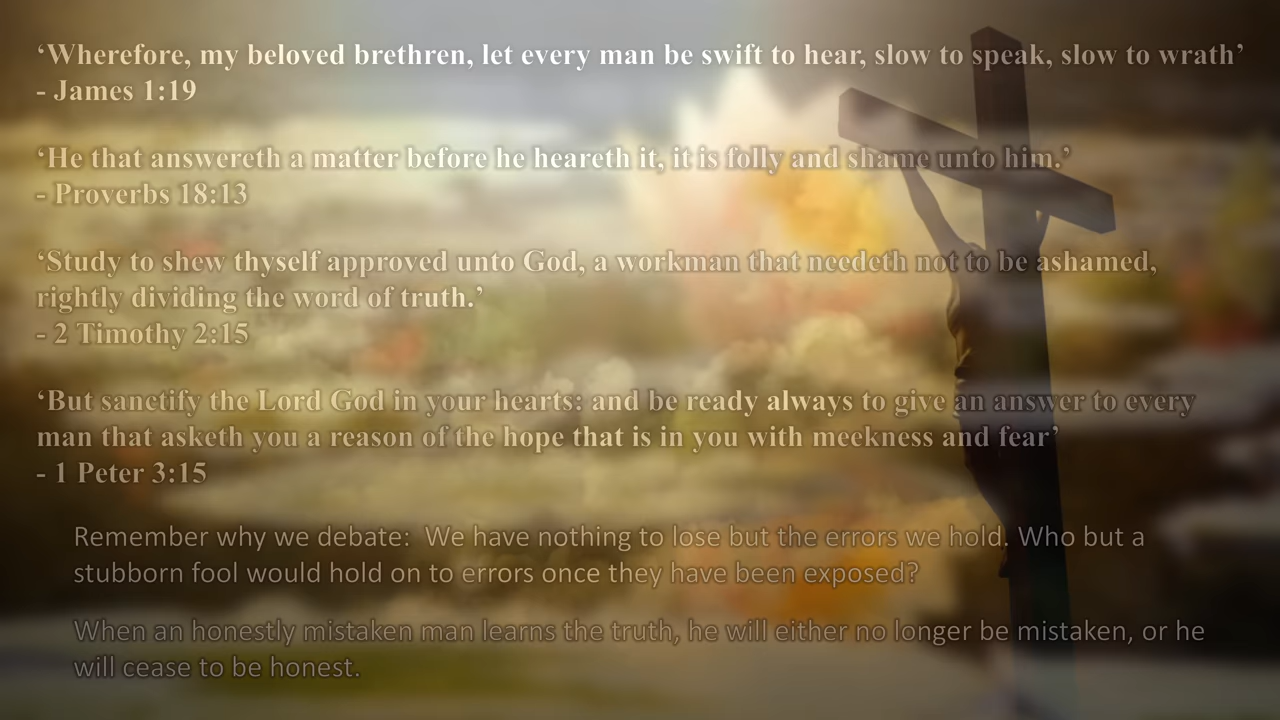 ‘Wherefore, my beloved brethren, let every man be swift to hear, slow to speak, slow to wrath’
- James 1:19
‘He that answereth a matter before he heareth it, it is folly and shame unto him.’
- Proverbs 18:13
‘Study to shew thyself approved unto God, a workman that needeth not to be ashamed,
rightly dividing the word of truth.’
- 2 Timothy 2:15
‘But sanctify the Lord God in your hearts: and be ready always to give an answer to every
man that asketh you a reason of the hope that is in you with meekness and fear’
- 1 Peter 3:15
Remember why we debate:  We have nothing to lose but the errors we hold. Who but a
stubborn fool would hold on to errors once they have been exposed?
When an honestly mistaken man learns the truth, he will either no longer be mistaken, or he
will cease to be honest.